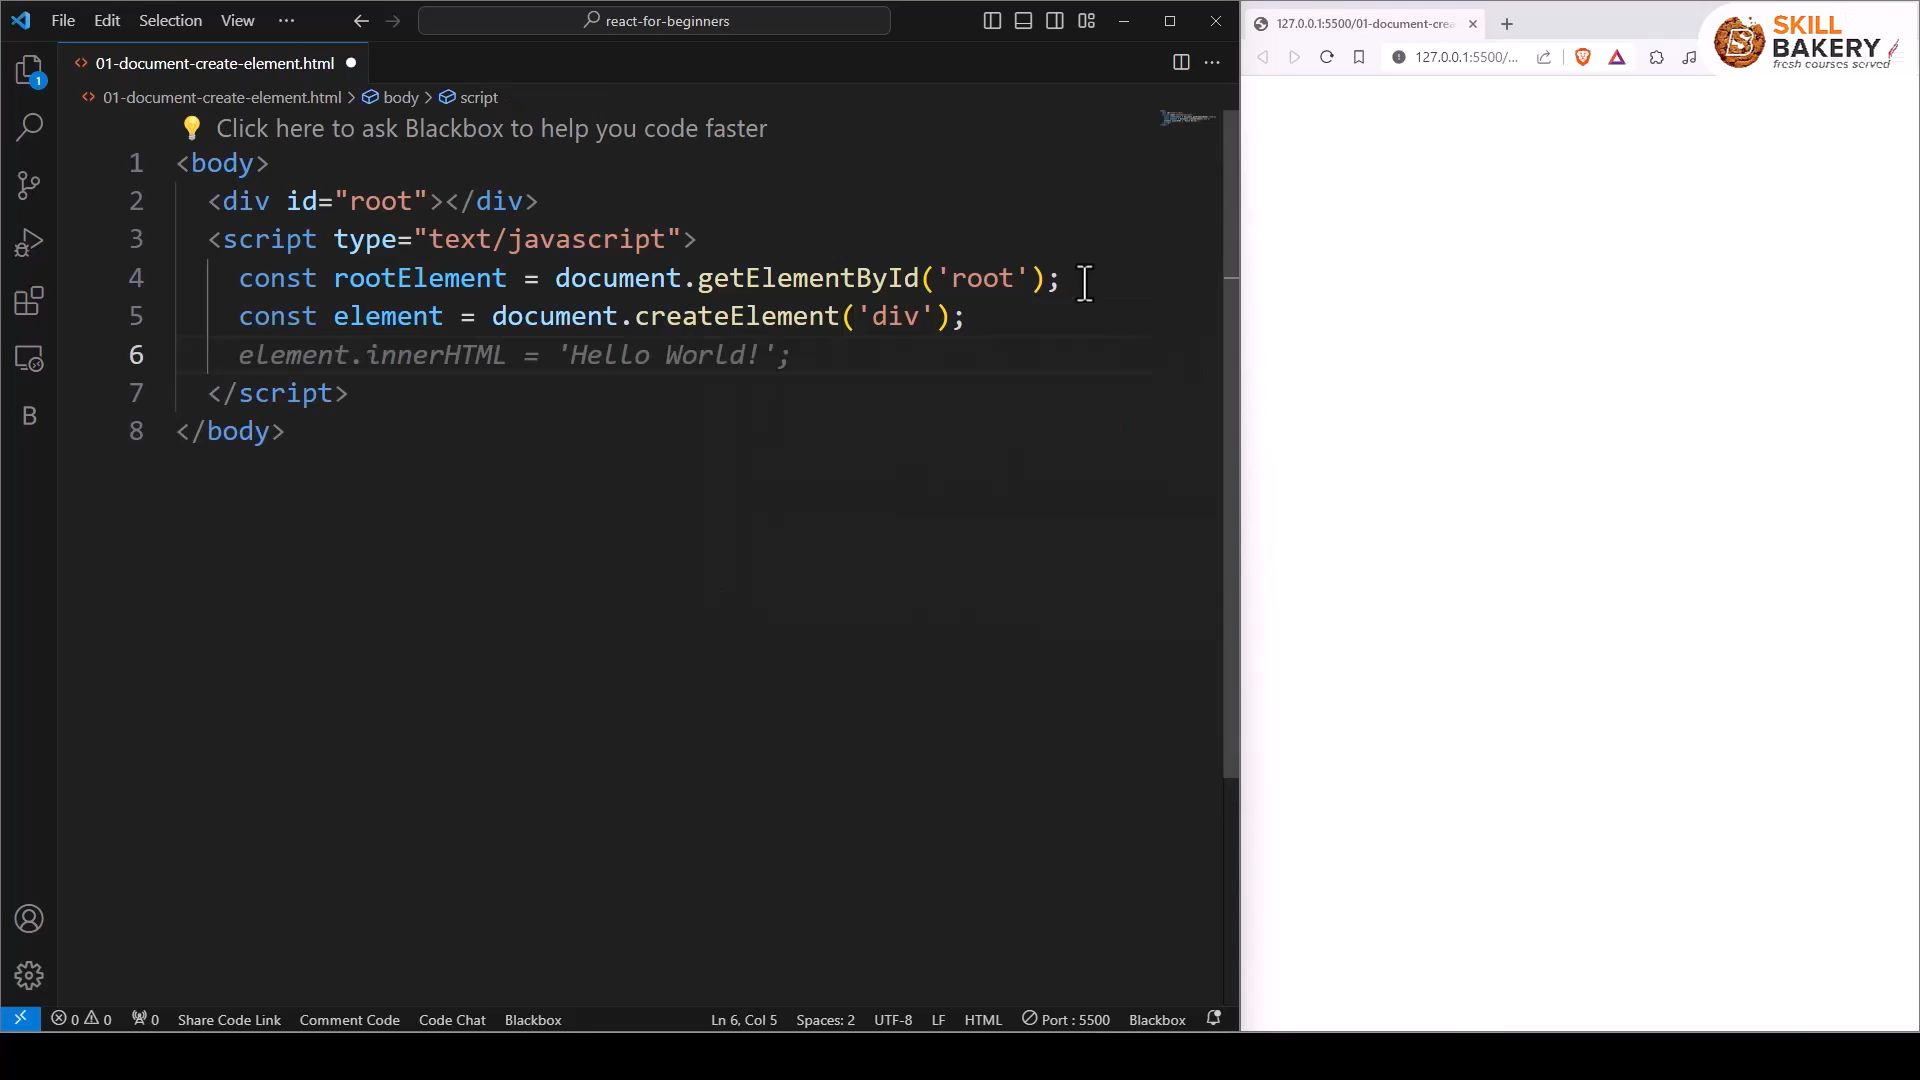 File Edit Selection View ··· react-for-beginners
01-document-create-element.html
01-document-create-element.html > body > script
Click here to ask Blackbox to help you code faster
1 <body>
2 <div id="root"></div>
3 <script type="text/javascript">
4 const rootElement = document.getElementById('root');
5 const element = document.createElement('div');
6 element.innerHTML = 'Hello World!';
7 </script>
8 </body>
1
B
0 0 0 Share Code Link Comment Code Code Chat Blackbox Ln 6, Col 5 Spaces: 2 UTF-8 LF HTML Port : 5500 Blackbox
127.0.0.1:5500/01-document-crea
127.0.0.1:5500/...
SKILL
BAKERY
fresh courses served